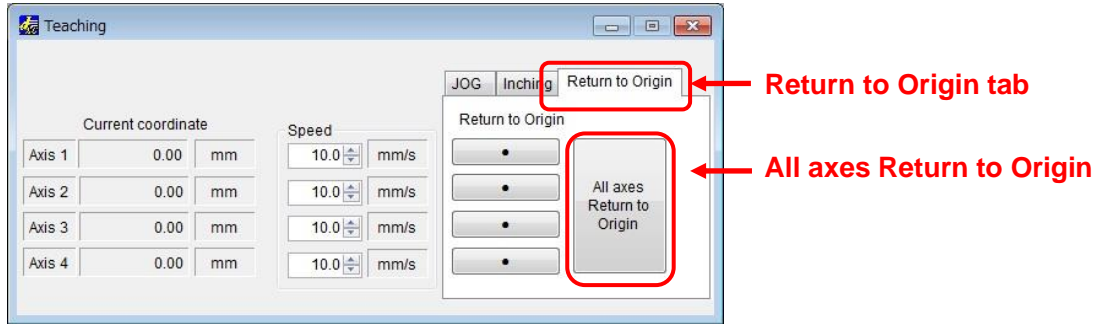 Teaching
JOG Inching Return to Origin
Return to Origin tab
Current coordinate Speed Return to Origin
Axis 1 0.00 mm 10.0 mm/s
Axis 2 0.00 mm 10.0 mm/s
Axis 3 0.00 mm 10.0 mm/s
Axis 4 0.00 mm 10.0 mm/s
All axes
Return to
Origin
All axes Return to Origin